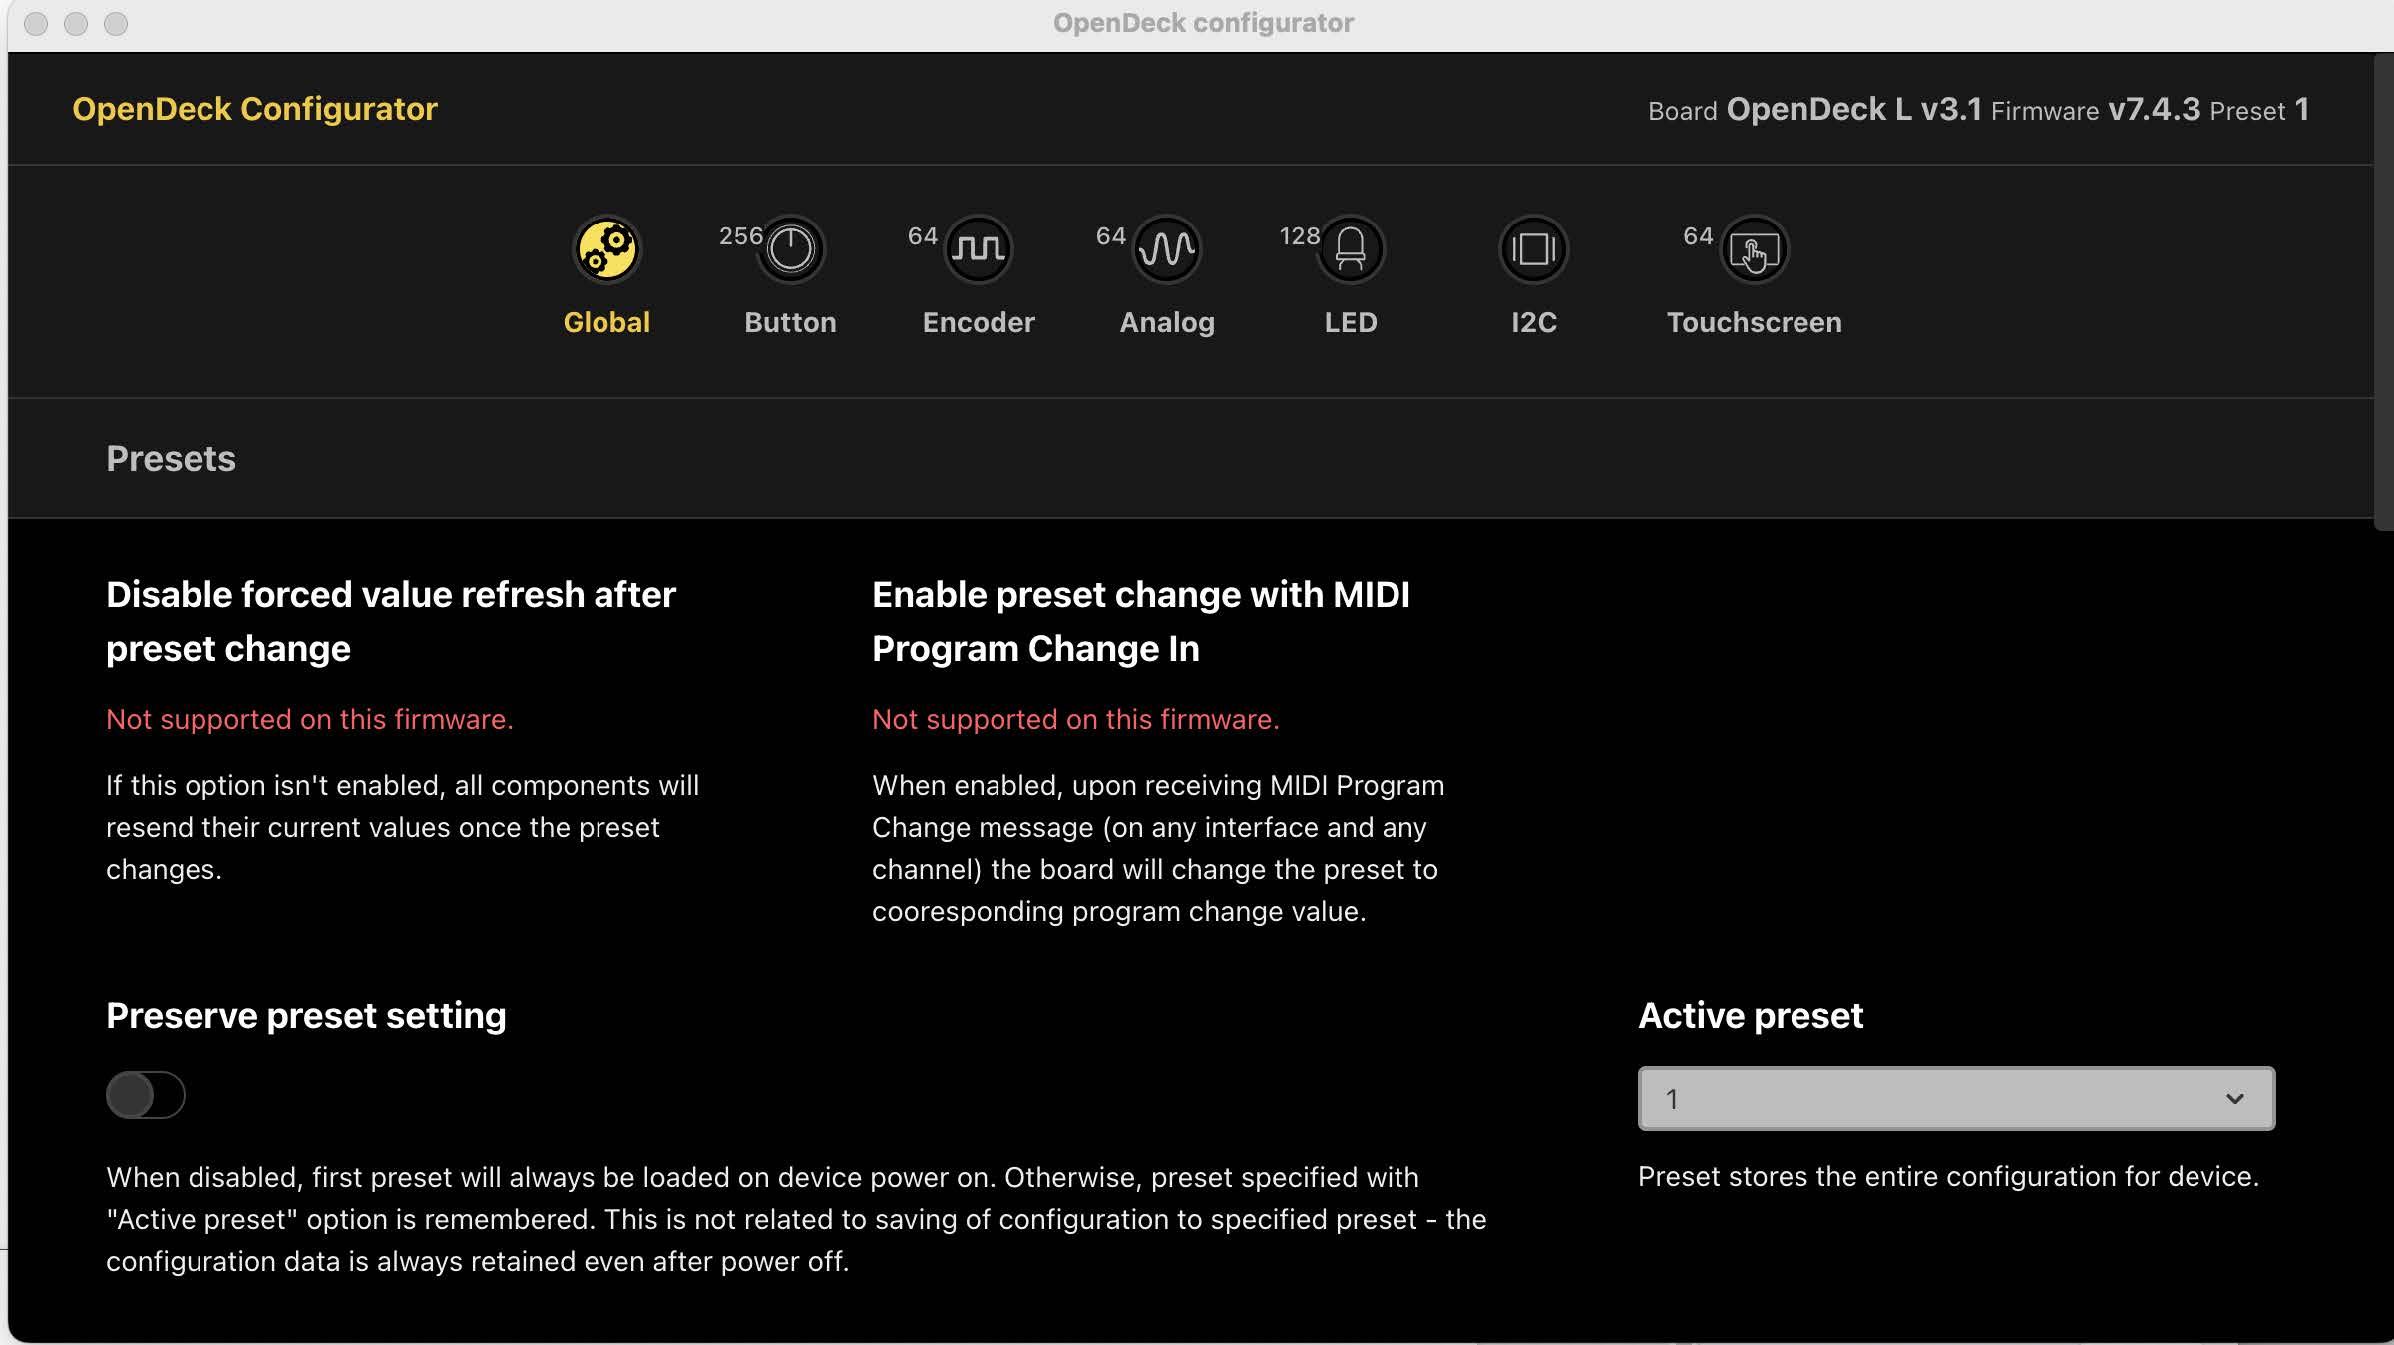 OpenDeck configurator
OpenDeck Configurator
Board OpenDeck L v3.1 Firmware v7.4.3 Preset 1
Global
256 Button
64 Encoder
64 Analog
128 LED
I2C
64 Touchscreen
Presets
Disable forced value refresh after
preset change
Not supported on this firmware.
If this option isn't enabled, all components will
resend their current values once the preset
changes.
Enable preset change with MIDI
Program Change In
Not supported on this firmware.
When enabled, upon receiving MIDI Program
Change message (on any interface and any
channel) the board will change the preset to
cooresponding program change value.
Preserve preset setting
When disabled, first preset will always be loaded on device power on. Otherwise, preset specified with
"Active preset" option is remembered. This is not related to saving of configuration to specified preset - the
configuration data is always retained even after power off.
Active preset
1
Preset stores the entire configuration for device.